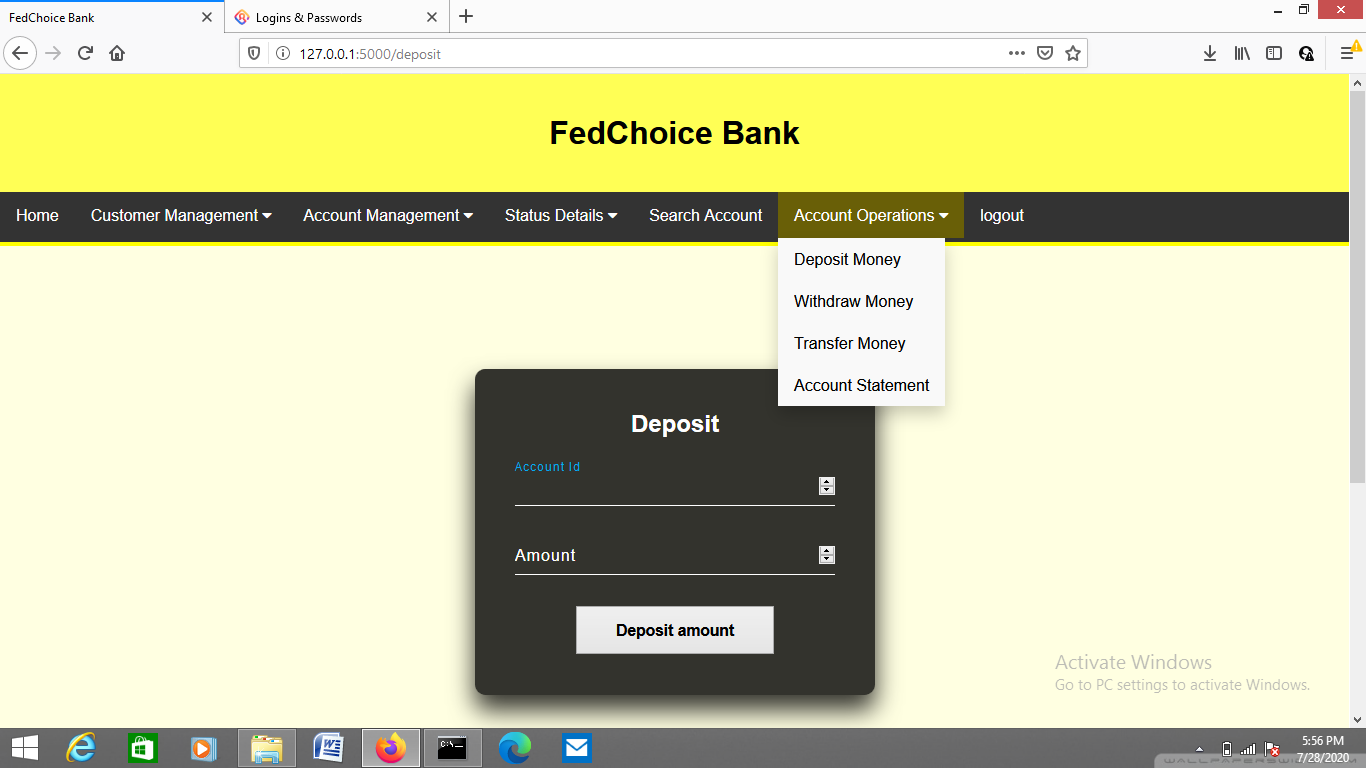 FedChoice Bank
Logins & Passwords
127.0.0.1:5000/deposit
FedChoice Bank
Home Customer Management Account Management Status Details Search Account Account Operations logout
Deposit Money
Withdraw Money
Transfer Money
Account Statement
Deposit
Account Id
Amount
Deposit amount
Activate Windows
Go to PC settings to activate Windows.
5:56 PM
7/28/2020